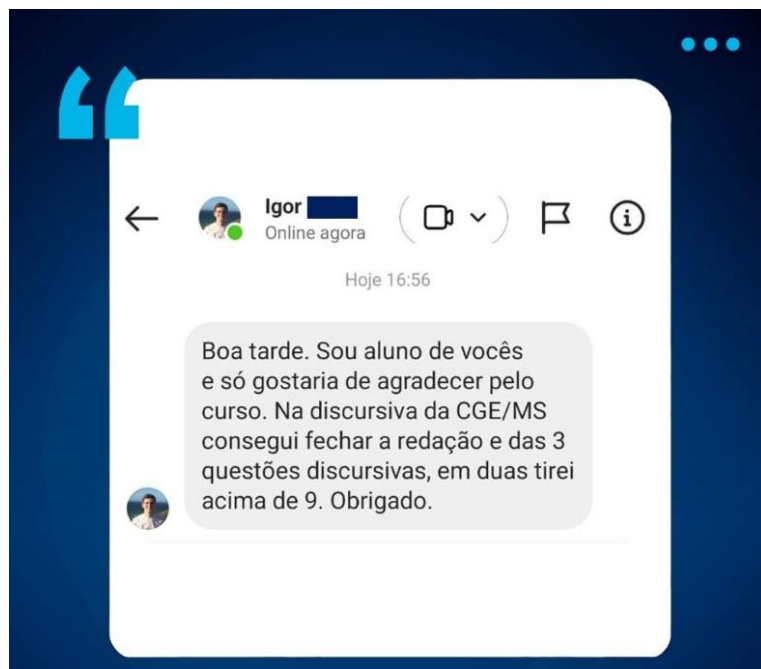 “
Igor
Online agora
Hoje 16:56
Boa tarde. Sou aluno de vocês
e só gostaria de agradecer pelo
curso. Na discursiva da CGE/MS
consegui fechar a redação e das 3
questões discursivas, em duas tirei
acima de 9. Obrigado.